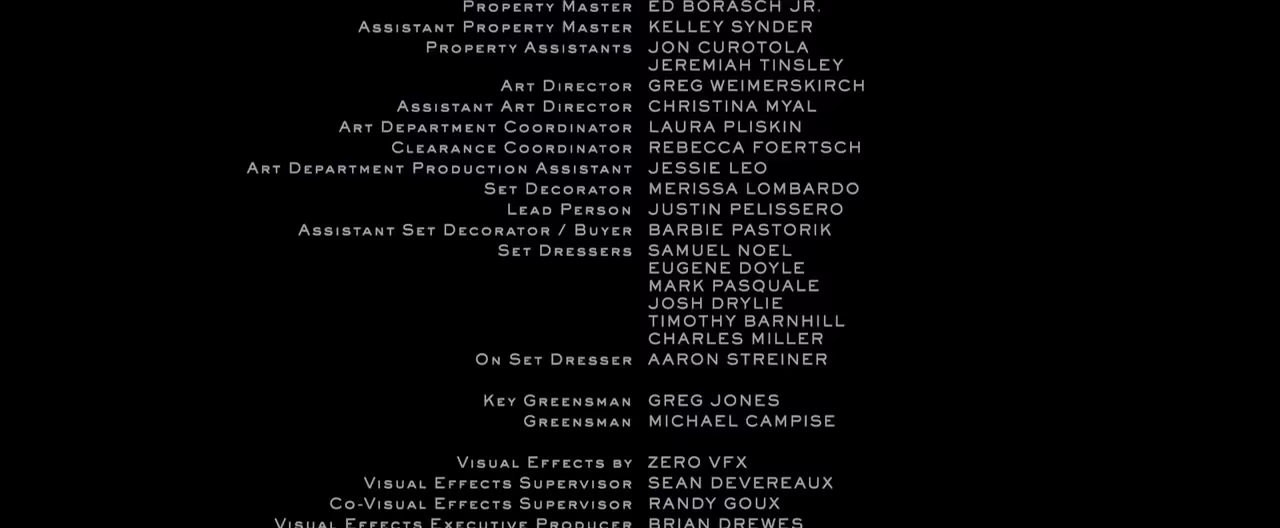 PROPERTY MASTER ED BORASCH JR.
ASSISTANT PROPERTY MASTER KELLEY SYNDER
PROPERTY ASSISTANTS JON CUROTOLA
JEREMIAH TINSLEY
ART DIRECTOR GREG WEIMERSKIRCH
ASSISTANT ART DIRECTOR CHRISTINA MYAL
ART DEPARTMENT COORDINATOR LAURA PLISKIN
CLEARANCE COORDINATOR REBECCA FOERTSCH
ART DEPARTMENT PRODUCTION ASSISTANT JESSIE LEO
SET DECORATOR MERISSA LOMBARDO
LEAD PERSON JUSTIN PELISSERO
ASSISTANT SET DECORATOR / BUYER BARBIE PASTORIK
SET DRESSERS SAMUEL NOEL
EUGENE DOYLE
MARK PASQUALE
JOSH DRYLIE
TIMOTHY BARNHILL
CHARLES MILLER
ON SET DRESSER AARON STREINER
KEY GREENSMAN GREG JONES
GREENSMAN MICHAEL CAMPISE
VISUAL EFFECTS BY ZERO VFX
VISUAL EFFECTS SUPERVISOR SEAN DEVEREAUX
CO-VISUAL EFFECTS SUPERVISOR RANDY GOUX
VISUAL EFFECTS EXECUTIVE PRODUCER BRIAN DREWES